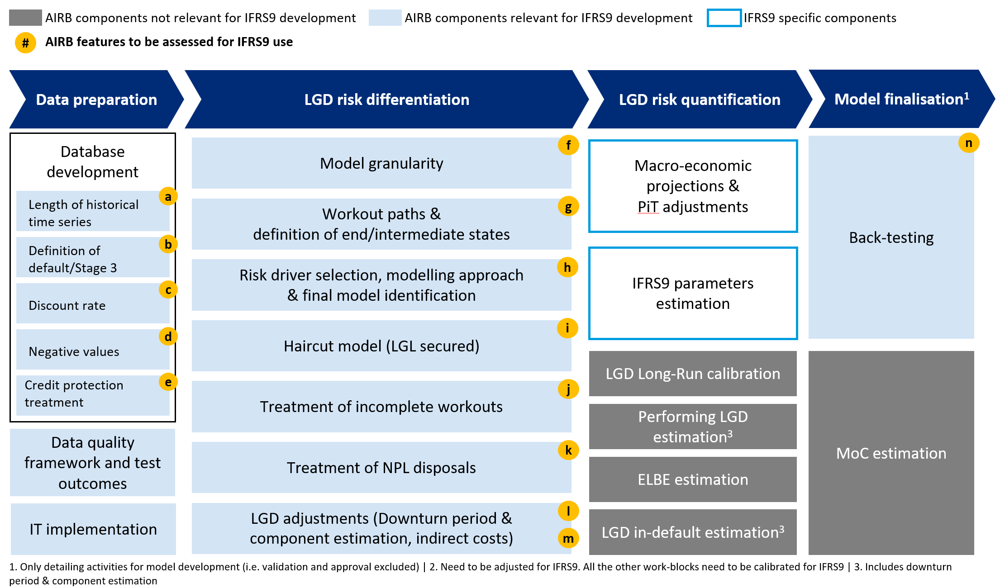 AIRB components not relevant for IFRS9 development
AIRB components relevant for IFRS9 development
IFRS9 specific components
#
AIRB features to be assessed for IFRS9 use
Data preparation
LGD risk differentiation
LGD risk quantification
Model finalisation¹
Database
development
a
Length of historical
time series
b
Definition of
default/Stage 3
c
Discount rate
d
Negative values
e
Credit protection
treatment
Data quality
framework and test
outcomes
IT implementation
f
Model granularity
g
Workout paths &
definition of end/intermediate states
h
Risk driver selection, modelling approach
& final model identification
i
Haircut model (LGL secured)
j
Treatment of incomplete workouts
k
Treatment of NPL disposals
l
LGD adjustments (Downturn period &
component estimation, indirect costs)
m
Macro-economic
projections &
PiT adjustments
IFRS9 parameters
estimation
LGD Long-Run calibration
Performing LGD
estimation³
ELBE estimation
LGD in-default estimation³
n
Back-testing
MoC estimation
1. Only detailing activities for model development (i.e. validation and approval excluded) | 2. Need to be adjusted for IFRS9. All the other work-blocks need to be calibrated for IFRS9 | 3. Includes downturn
period & component estimation